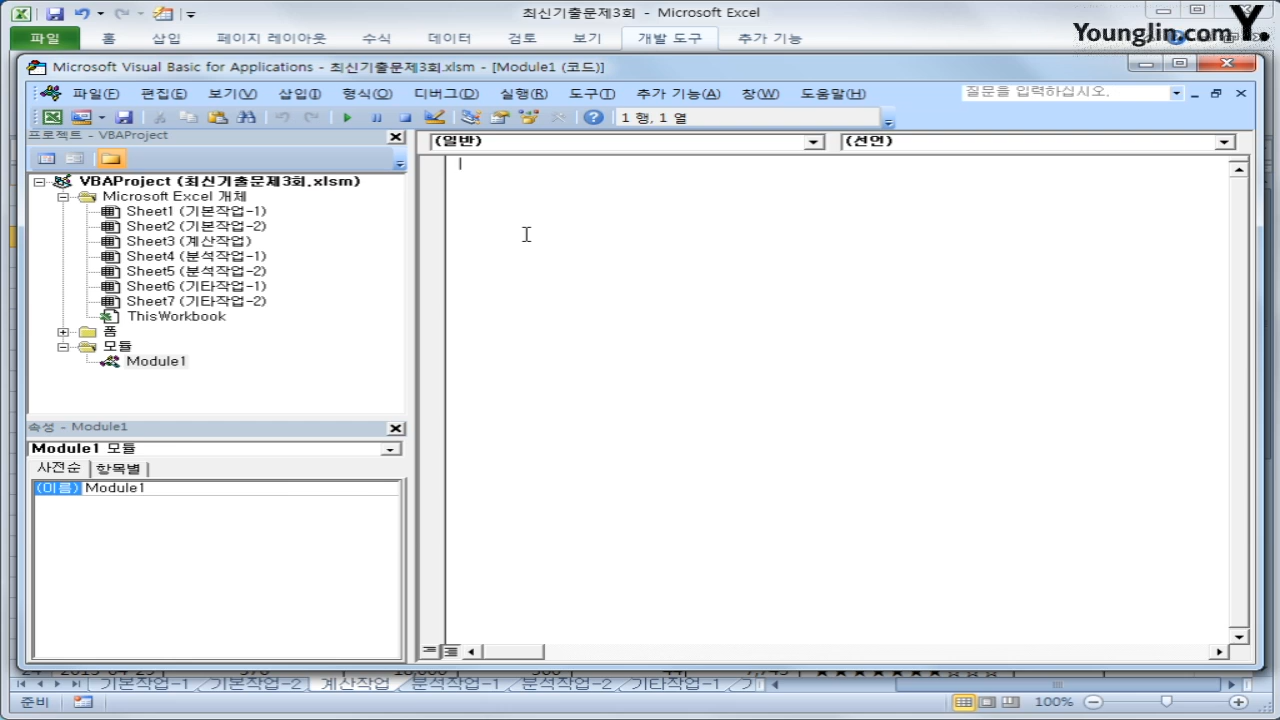 최신기출문제3회 - Microsoft Excel
Younglin.com Y.
파일 홈 삽입 페이지 레이아웃 수식 데이터 검토 보기 개발 도구 추가 기능
Microsoft Visual Basic for Applications - 최신기출문제3회.xlsm - [Module1 (코드)]
파일(F) 편집(E) 보기(V) 삽입(I) 형식(O) 디버그(D) 실행(R) 도구(T) 추가 기능(A) 창(W) 도움말(H) 질문을 입력하십시오.
1 행, 1 열
프로젝트 - VBAProject
(일반) (선언)
VBAProject (최신기출문제3회.xlsm)
Microsoft Excel 개체
Sheet1 (기본작업-1)
Sheet2 (기본작업-2)
Sheet3 (계산작업)
Sheet4 (분석작업-1)
Sheet5 (분석작업-2)
Sheet6 (기타작업-1)
Sheet7 (기타작업-2)
ThisWorkbook
폼
모듈
Module1
속성 - Module1
Module1 모듈
사전순 항목별
(이름) Module1
기본작업-1 기본작업-2 계산작업 분석작업-1 분석작업-2 기타작업-1
준비 100%